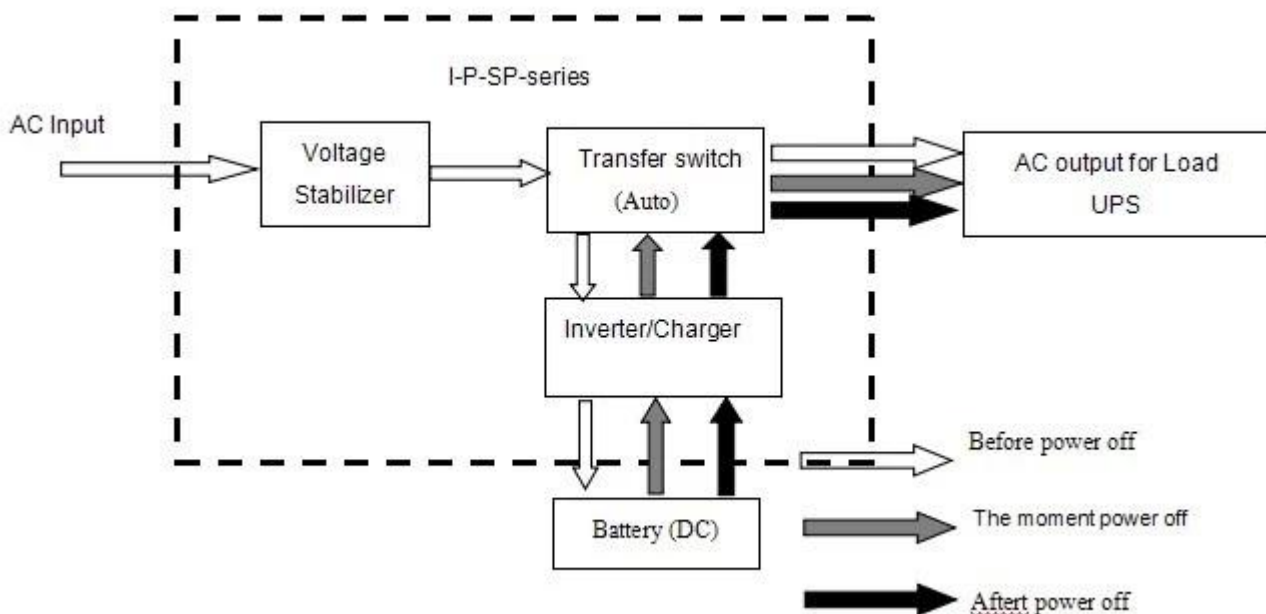 I-P-SP-series
AC Input
Voltage
Stabilizer
Transfer switch
(Auto)
AC output for Load
UPS
Inverter/Charger
Battery (DC)
Before power off
The moment power off
Aftert power off